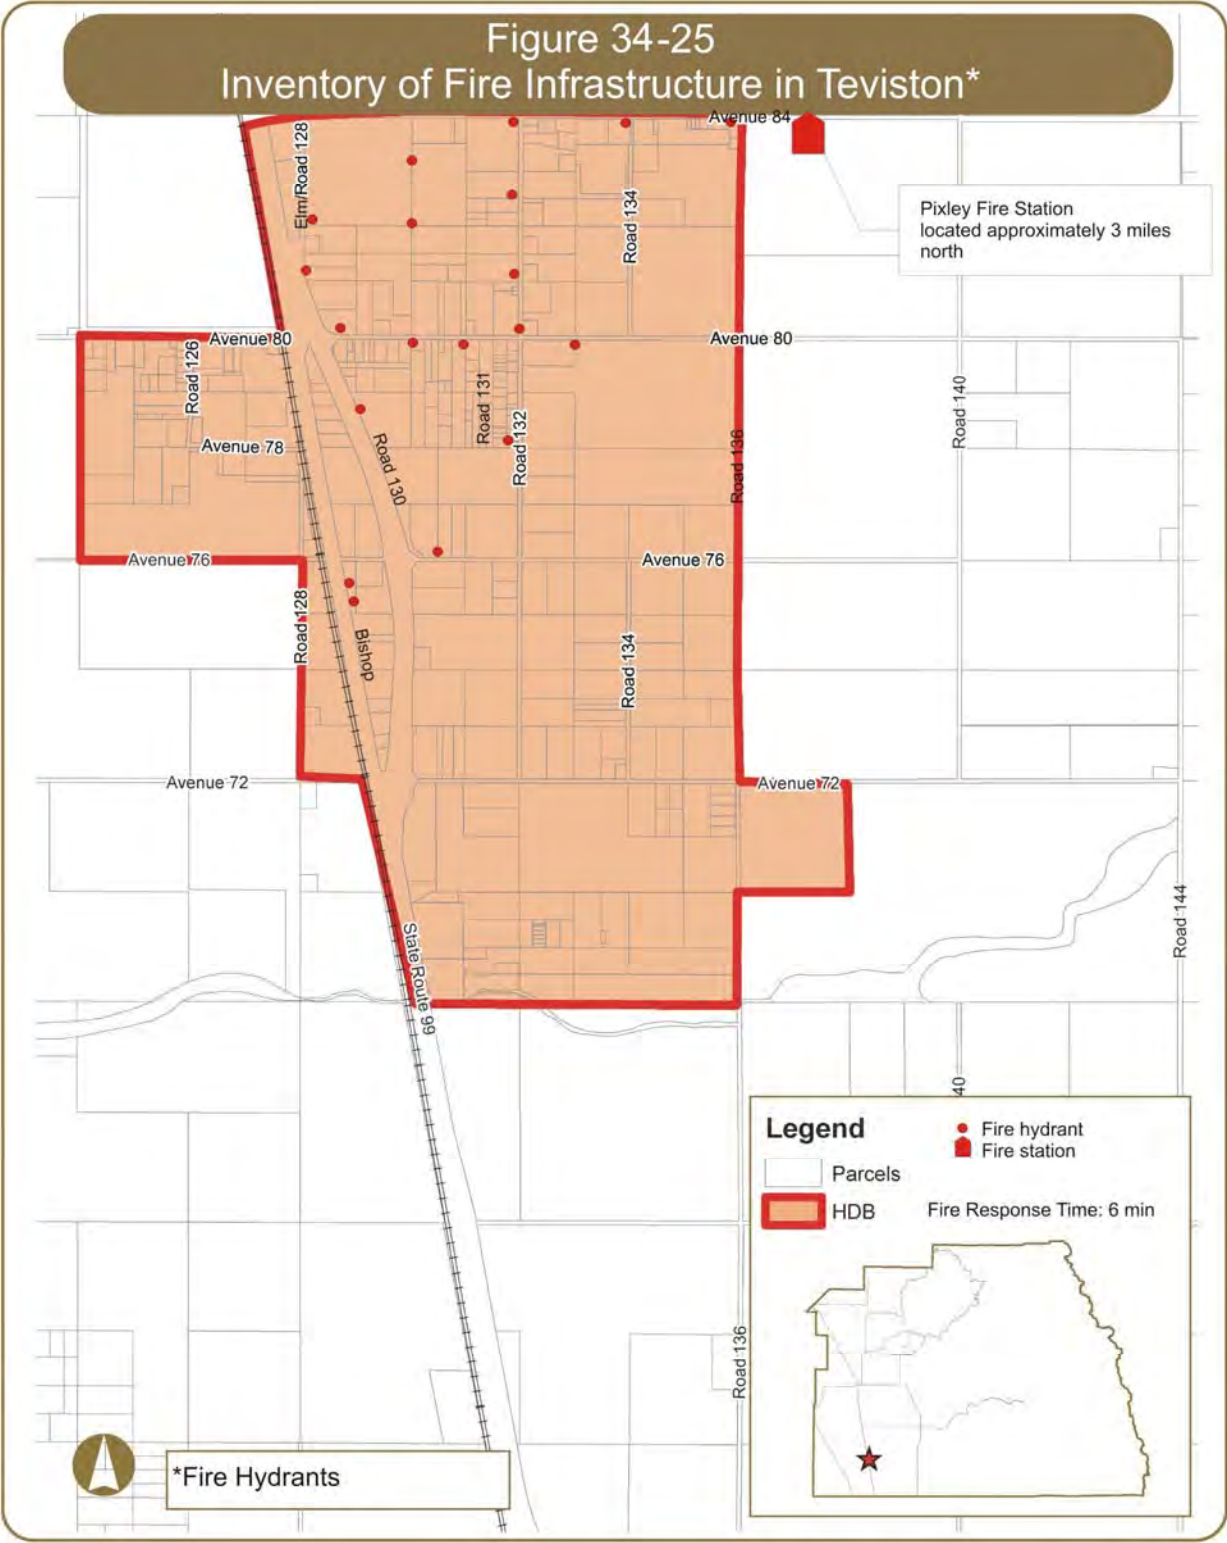 Figure 34-25
Inventory of Fire Infrastructure in Teviston*
Avenue 84
Elm/Road 128
Road 134
Pixley Fire Station
located approximately 3 miles
north
Avenue 80
Avenue 80
Road 126
Road 131
Road 132
Road 140
Avenue 78
Road 130
Road 136
Avenue 76
Avenue 76
Road 128
Bishop
Road 134
Avenue 72
Avenue 72
Road 144
State Route 99
40
Legend
Fire hydrant
Fire station
Parcels
HDB
Fire Response Time: 6 min
Road 136
*Fire Hydrants